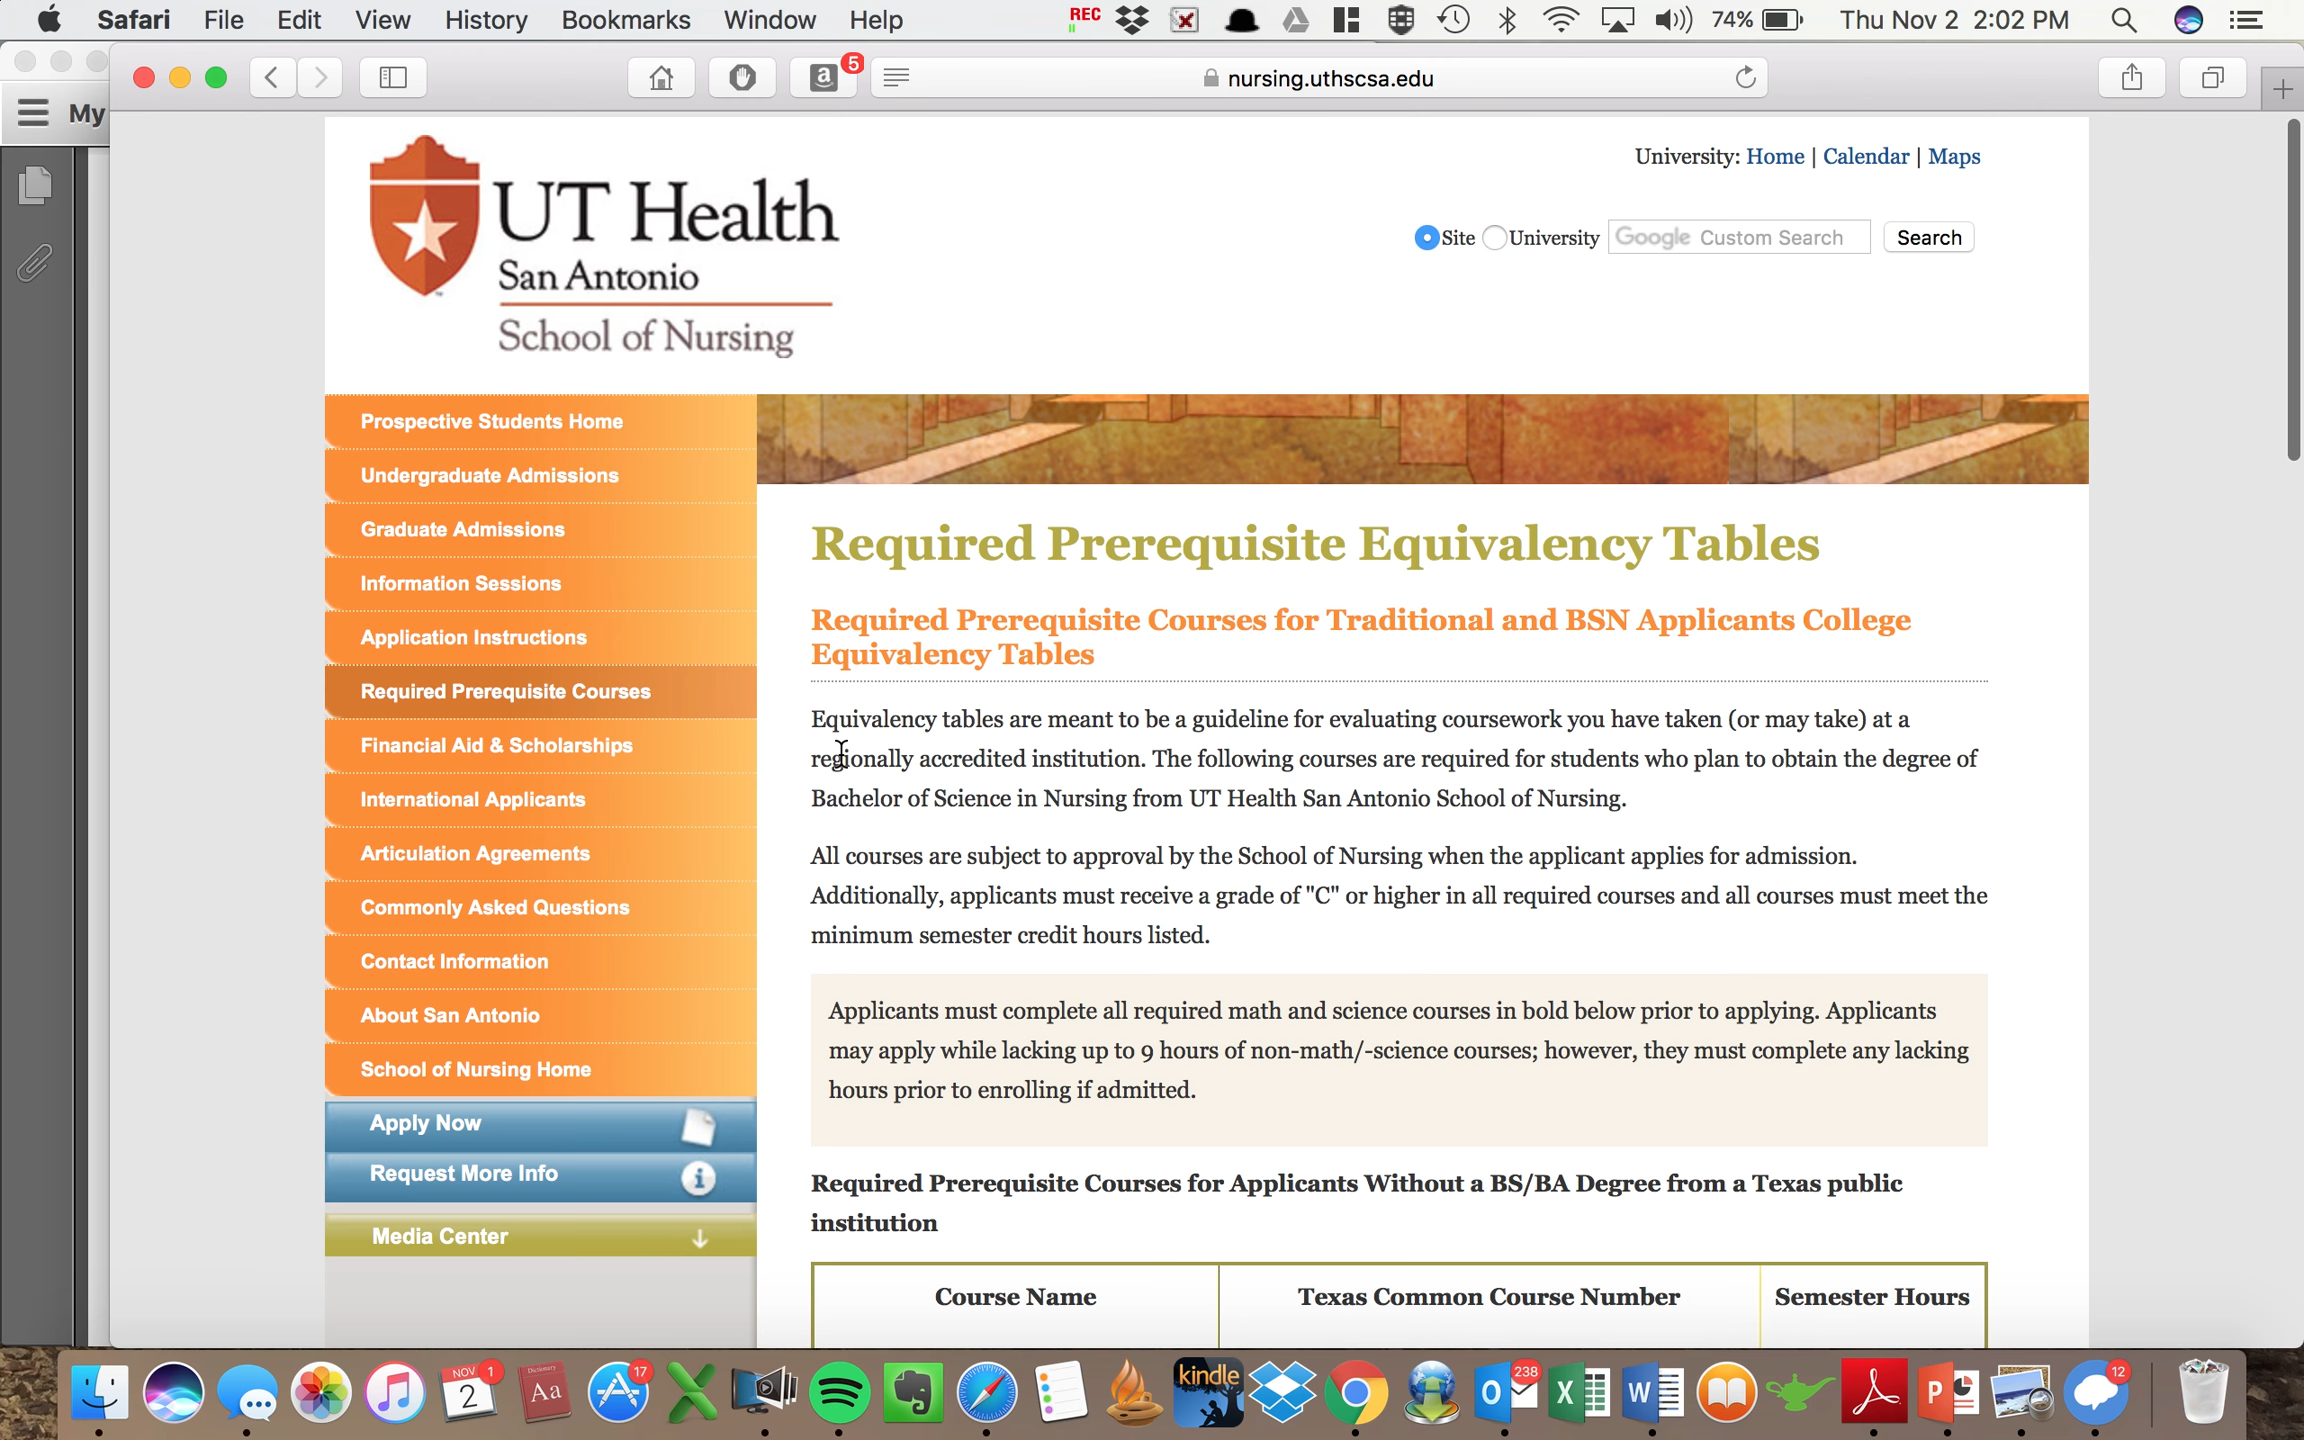 Safari File Edit View History Bookmarks Window Help REC 74% Thu Nov 2 2:02 PM
5 nursing.uthscsa.edu
My
UT Health
San Antonio
School of Nursing
University: Home | Calendar | Maps
Site University Google Custom Search Search
Prospective Students Home
Undergraduate Admissions
Graduate Admissions
Information Sessions
Application Instructions
Required Prerequisite Courses
Financial Aid & Scholarships
International Applicants
Articulation Agreements
Commonly Asked Questions
Contact Information
About San Antonio
School of Nursing Home
Apply Now
Request More Info
Media Center
Required Prerequisite Equivalency Tables
Required Prerequisite Courses for Traditional and BSN Applicants College
Equivalency Tables
Equivalency tables are meant to be a guideline for evaluating coursework you have taken (or may take) at a
regionally accredited institution. The following courses are required for students who plan to obtain the degree of
Bachelor of Science in Nursing from UT Health San Antonio School of Nursing.
All courses are subject to approval by the School of Nursing when the applicant applies for admission.
Additionally, applicants must receive a grade of "C" or higher in all required courses and all courses must meet the
minimum semester credit hours listed.
Applicants must complete all required math and science courses in bold below prior to applying. Applicants
may apply while lacking up to 9 hours of non-math/-science courses; however, they must complete any lacking
hours prior to enrolling if admitted.
Required Prerequisite Courses for Applicants Without a BS/BA Degree from a Texas public
institution
Course Name Texas Common Course Number Semester Hours
NOV 1 2 Dictionary Aa 17 kindle 238 12